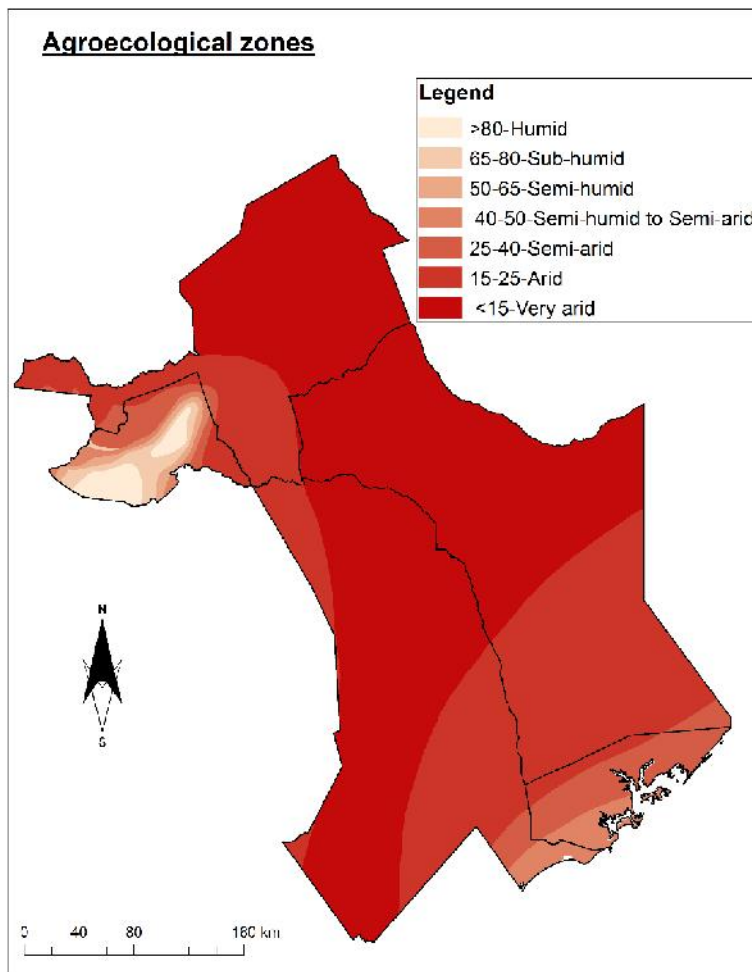 Agroecological zones
Legend
>80-Humid
65-80-Sub-humid
50-65-Semi-humid
40-50-Semi-humid to Semi-arid
25-40-Semi-arid
15-25-Arid
<15-Very arid
N
S
0 40 80 160 km